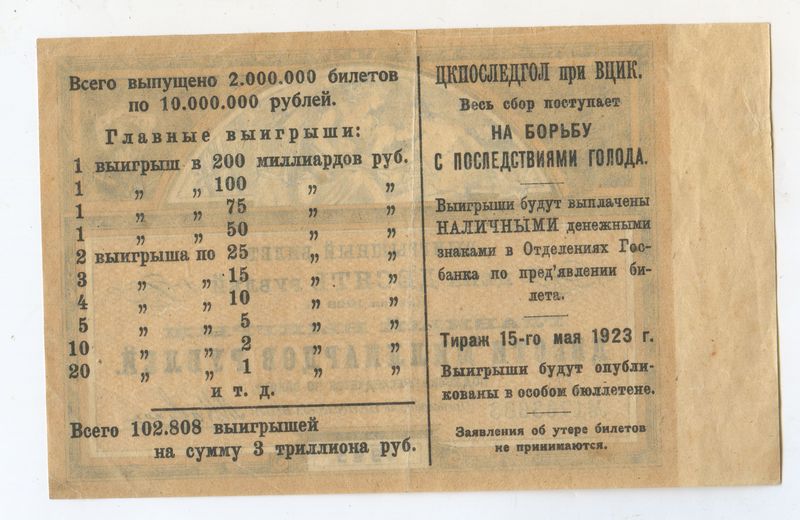 Всего выпущено 2.000.000 билетов
по 10.000.000 рублей.
Главные выигрыши:
1 выигрыш в 200 миллиардов руб.
1 „ „ 100 „ „
1 „ „ 75 „ „
1 „ „ 50 „ „
2 выигрыша по 25 „ „
3 „ „ 15 „ „
4 „ „ 10 „ „
5 „ „ 5 „ „
10 „ „ 2 „ „
20 „ „ 1 „ „
и т. д.
Всего 102.808 выигрышей
на сумму 3 триллиона руб.
ЦКПОСЛЕДГОЛ при ВЦИК.
Весь сбор поступает
НА БОРЬБУ
С ПОСЛЕДСТВИЯМИ ГОЛОДА.
Выигрыши будут выплачены
НАЛИЧНЫМИ денежными
знаками в Отделениях Гос-
банка по пред'явлении би-
лета.
Тираж 15-го мая 1923 г.
Выигрыши будут опубли-
кованы в особом бюллетене.
Заявления об утере билетов
не принимаются.